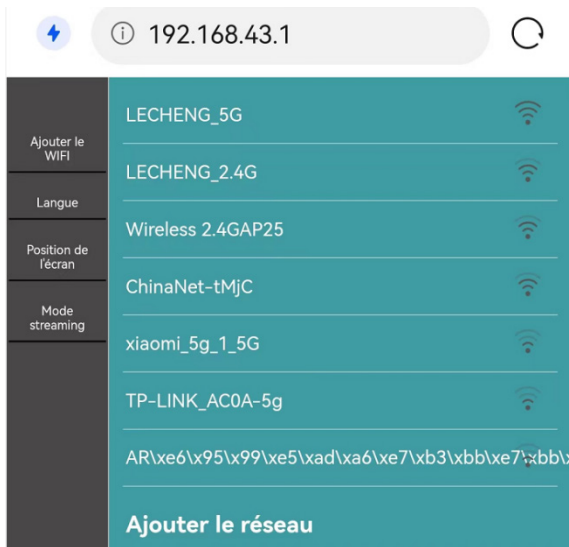 192.168.43.1
Ajouter le
WIFI
Langue
Position de
l'écran
Mode
streaming
LECHENG_5G
LECHENG_2.4G
Wireless 2.4GAP25
ChinaNet-tMjC
xiaomi_5g_1_5G
TP-LINK_AC0A-5g
AR\xe6\x95\x99\xe5\xad\xa6\xe7\xb3\xbb\xe7\xbb\x
Ajouter le réseau